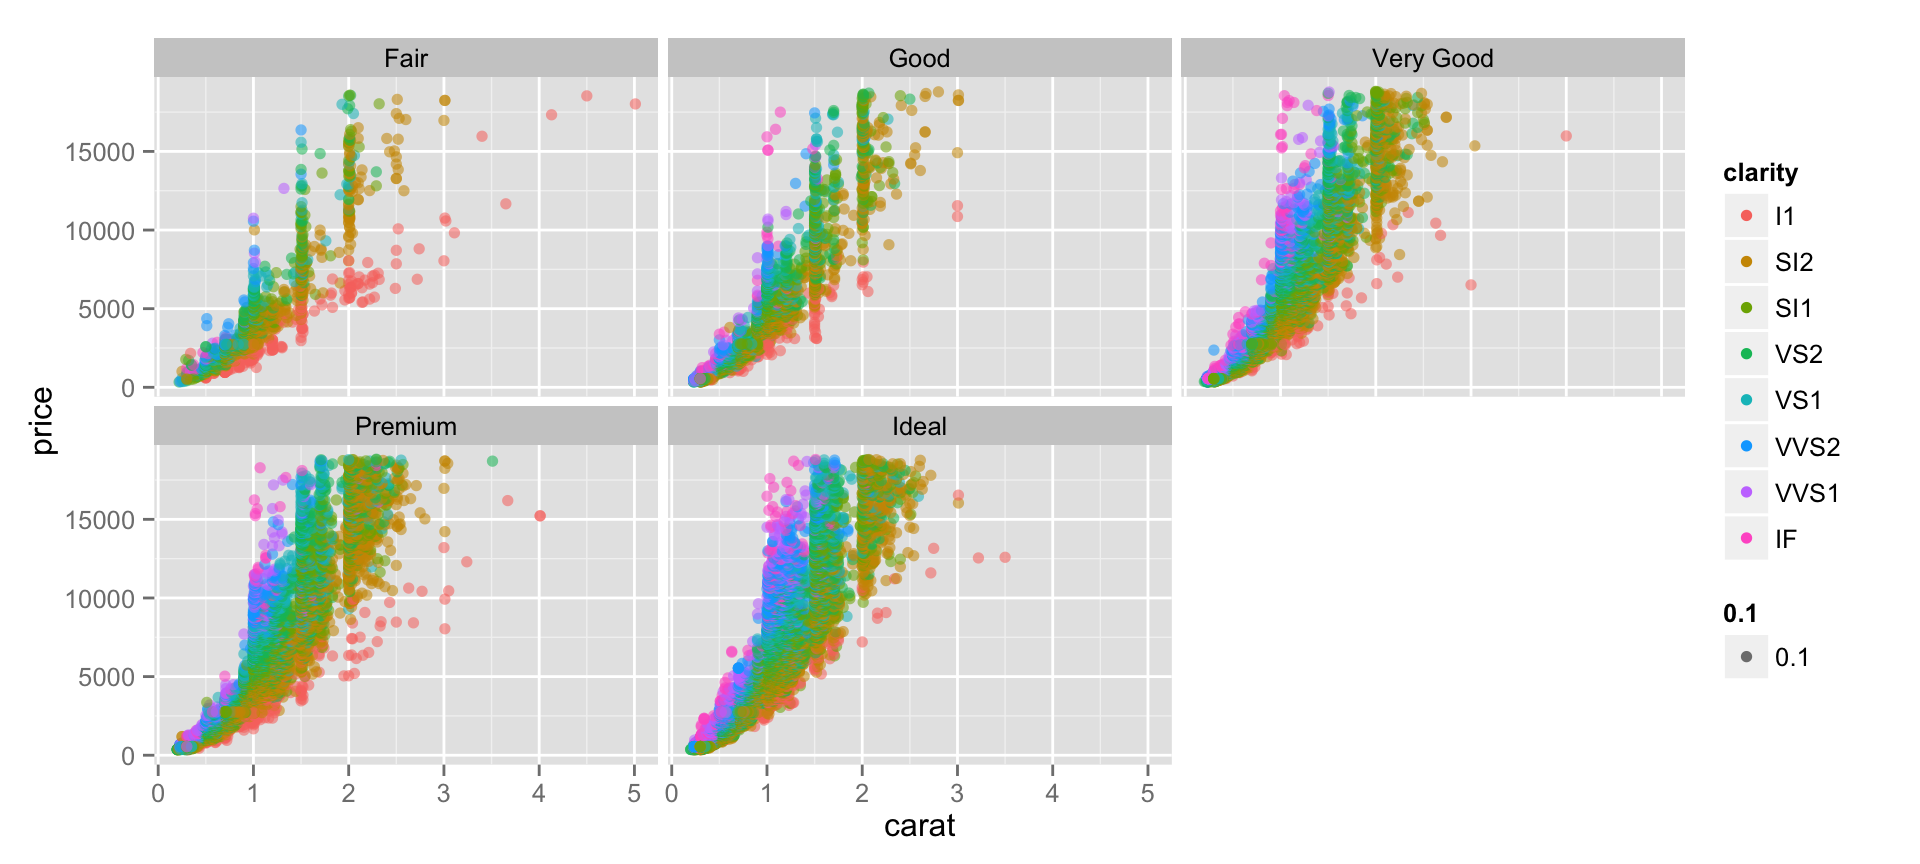 Fair
Good
Very Good
15000
10000
5000
0
Premium
Ideal
15000
10000
5000
0
0 1 2 3 4 5
0 1 2 3 4 5
carat
price
clarity
I1
SI2
SI1
VS2
VS1
VVS2
VVS1
IF
0.1
0.1